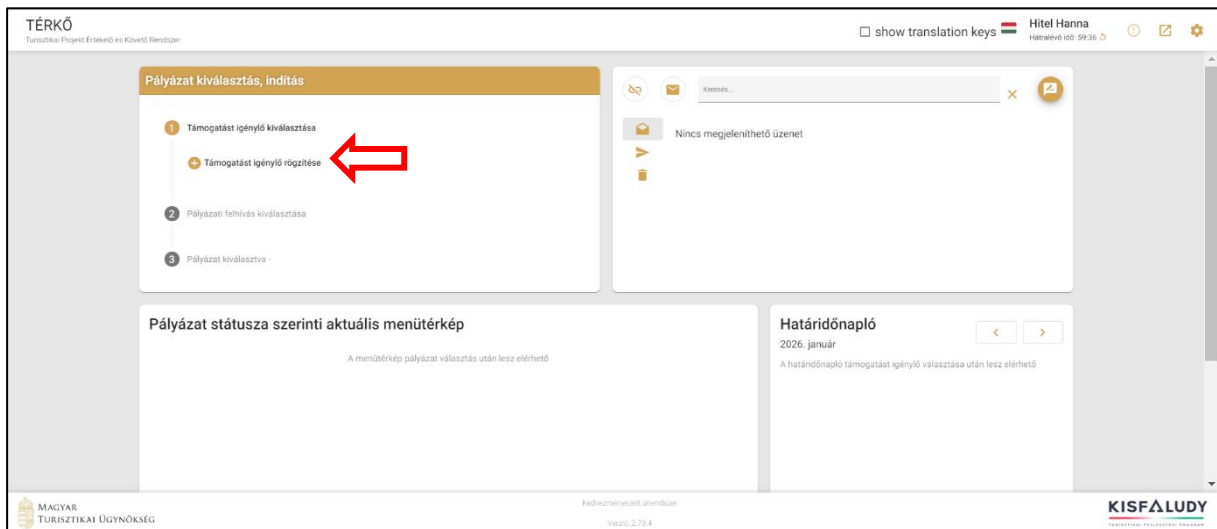 TÉRKŐ
Turisztikai Projekt Értékelő és Követő Rendszer
show translation keys
Hitel Hanna
Hátralévő idő: 59:36
Pályázat kiválasztás, indítás
1 Támogatást igénylő kiválasztása
Támogatást igénylő rögzítése
2 Pályázati felhívás kiválasztása
3 Pályázat kiválasztva -
Keresés...
Nincs megjeleníthető üzenet
Pályázat státusza szerinti aktuális menütérkép
A menütérkép pályázat választás után lesz elérhető
Határidőnapló
2026. január
A határidőnapló támogatást igénylő választása után lesz elérhető
MAGYAR
TURISZTIKAI ÜGYNÖKSÉG
Kedvezményezett alrendszer
Verzió: 2.73.4
KISFALUDY
TURISZTIKAI FEJLESZTÉSI PROGRAM